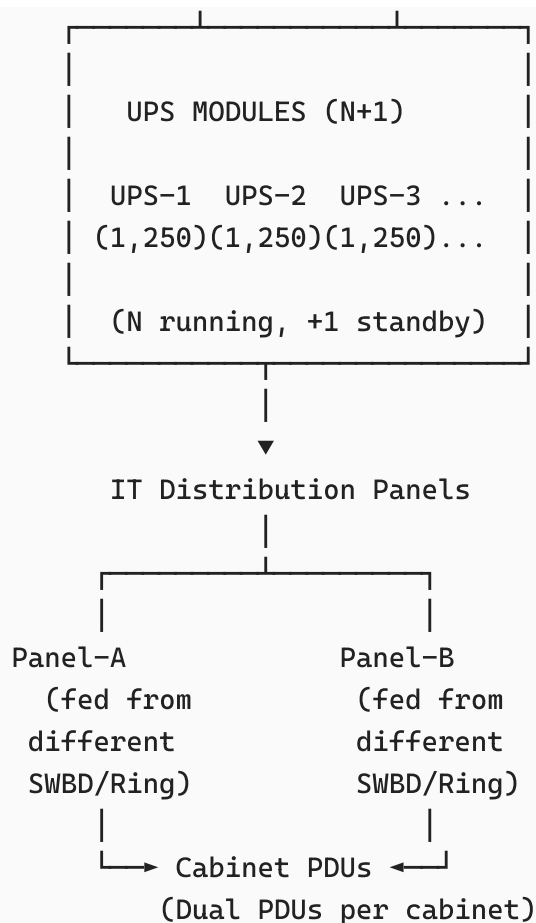 UPS MODULES (N+1)
UPS-1 UPS-2 UPS-3 ...
(1,250)(1,250)(1,250)...
(N running, +1 standby)
IT Distribution Panels
Panel-A
(fed from
different
SWBD/Ring)
Panel-B
(fed from
different
SWBD/Ring)
Cabinet PDUs
(Dual PDUs per cabinet)